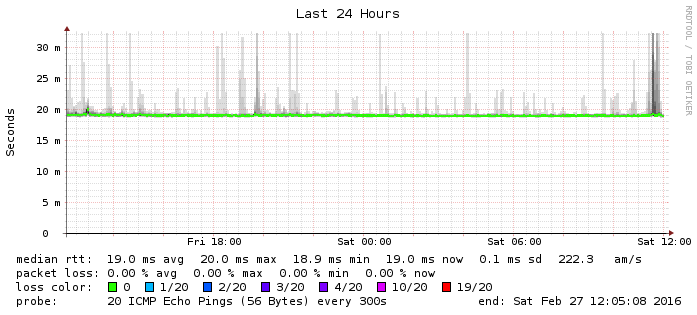 Last 24 Hours
RRDTOOL / TOBI OETIKER
Seconds
30 m
25 m
20 m
15 m
10 m
5 m
0
Fri 18:00 Sat 00:00 Sat 06:00 Sat 12:00
median rtt: 19.0 ms avg 20.0 ms max 18.9 ms min 19.0 ms now 0.1 ms sd 222.3 am/s
packet loss: 0.00 % avg 0.00 % max 0.00 % min 0.00 % now
loss color: 0 1/20 2/20 3/20 4/20 10/20 19/20
probe: 20 ICMP Echo Pings (56 Bytes) every 300s end: Sat Feb 27 12:05:08 2016